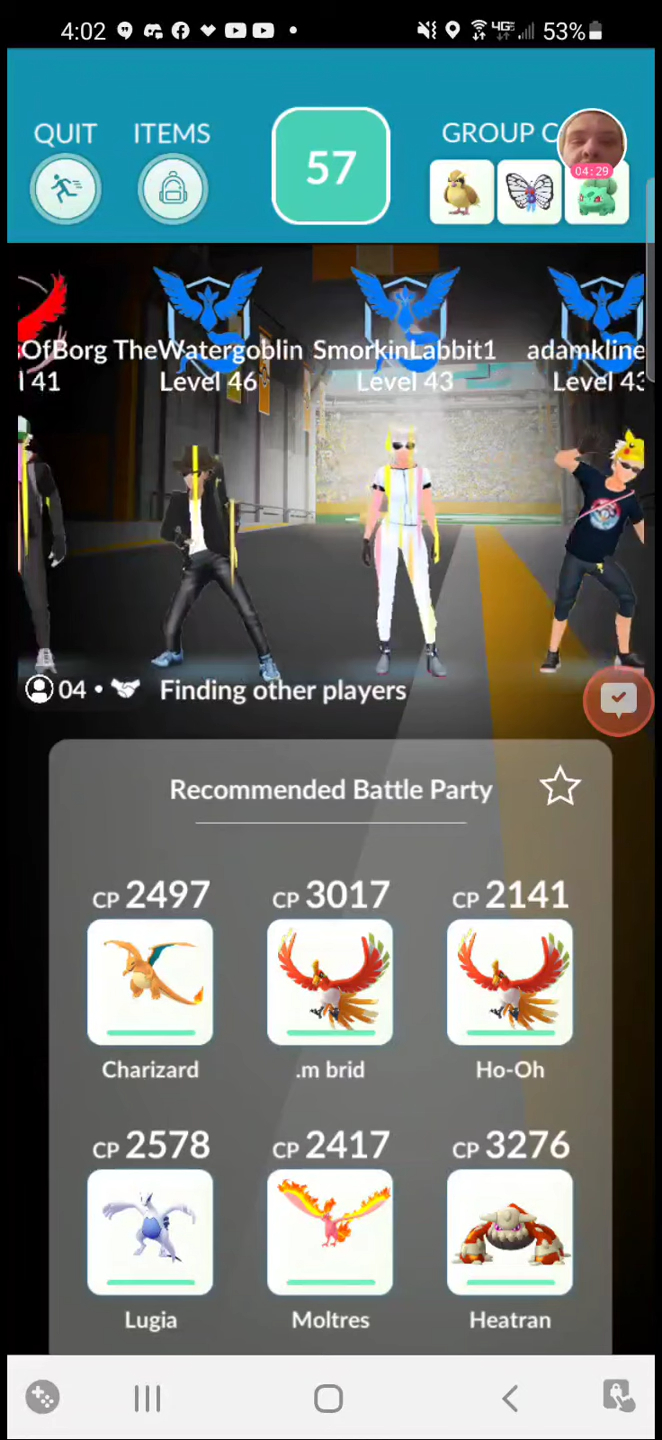 4:02
4GE
53%
QUIT
ITEMS
57
GROUP C
04:29
OfBorg
TheWatergoblin
SmorkinLabbit1
adamkline
l 41
Level 46
Level 43
Level 43
04 • Finding other players
Recommended Battle Party
CP 2497
CP 3017
CP 2141
Charizard
.m brid
Ho-Oh
CP 2578
CP 2417
CP 3276
Lugia
Moltres
Heatran